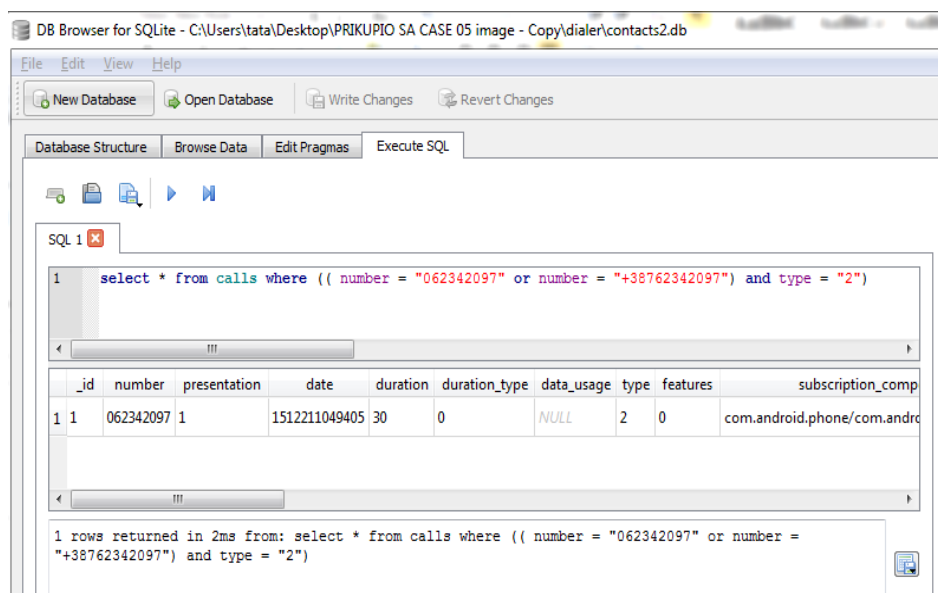 DB Browser for SQLite - C:\Users\tata\Desktop\PRIKUPIO SA CASE 05 image - Copy\dialer\contacts2.db
File Edit View Help
New Database Open Database Write Changes Revert Changes
Database Structure Browse Data Edit Pragmas Execute SQL
SQL 1
1 select * from calls where (( number = "062342097" or number = "+38762342097") and type = "2")
_id number presentation date duration duration_type data_usage type features subscription_comp
1 1 062342097 1 1512211049405 30 0 NULL 2 0 com.android.phone/com.andro
1 rows returned in 2ms from: select * from calls where (( number = "062342097" or number =
"+38762342097") and type = "2")